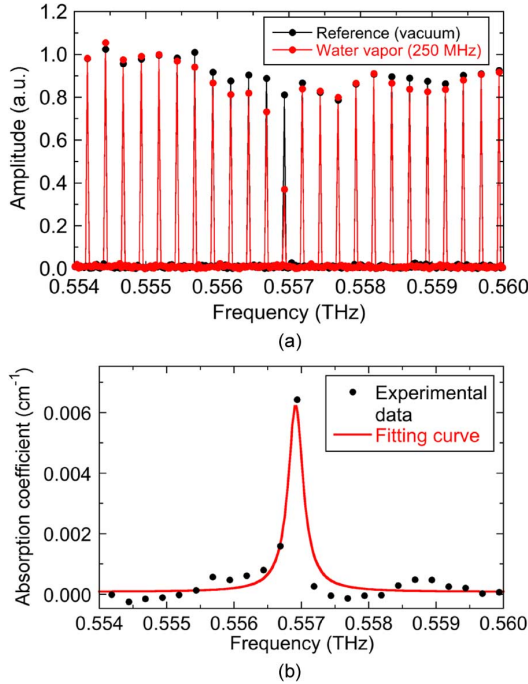 1.2
Reference (vacuum)
1.0
Water vapor (250 MHz)
0.8
0.6
0.4
0.2
0.0
Amplitude (a.u.)
0.554 0.555 0.556 0.557 0.558 0.559 0.560
Frequency (THz)
(a)
0.006
Experimental
data
Fitting curve
0.004
0.002
0.000
Absorption coefficient (cm-1)
0.554 0.555 0.556 0.557 0.558 0.559 0.560
Frequency (THz)
(b)